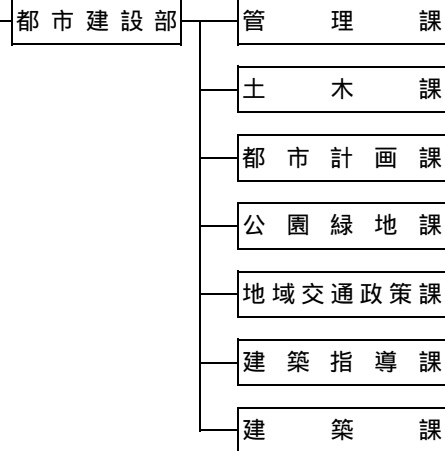 都市建設部
管理課
土木課
都市計画課
公園緑地課
地域交通政策課
建築指導課
建築課